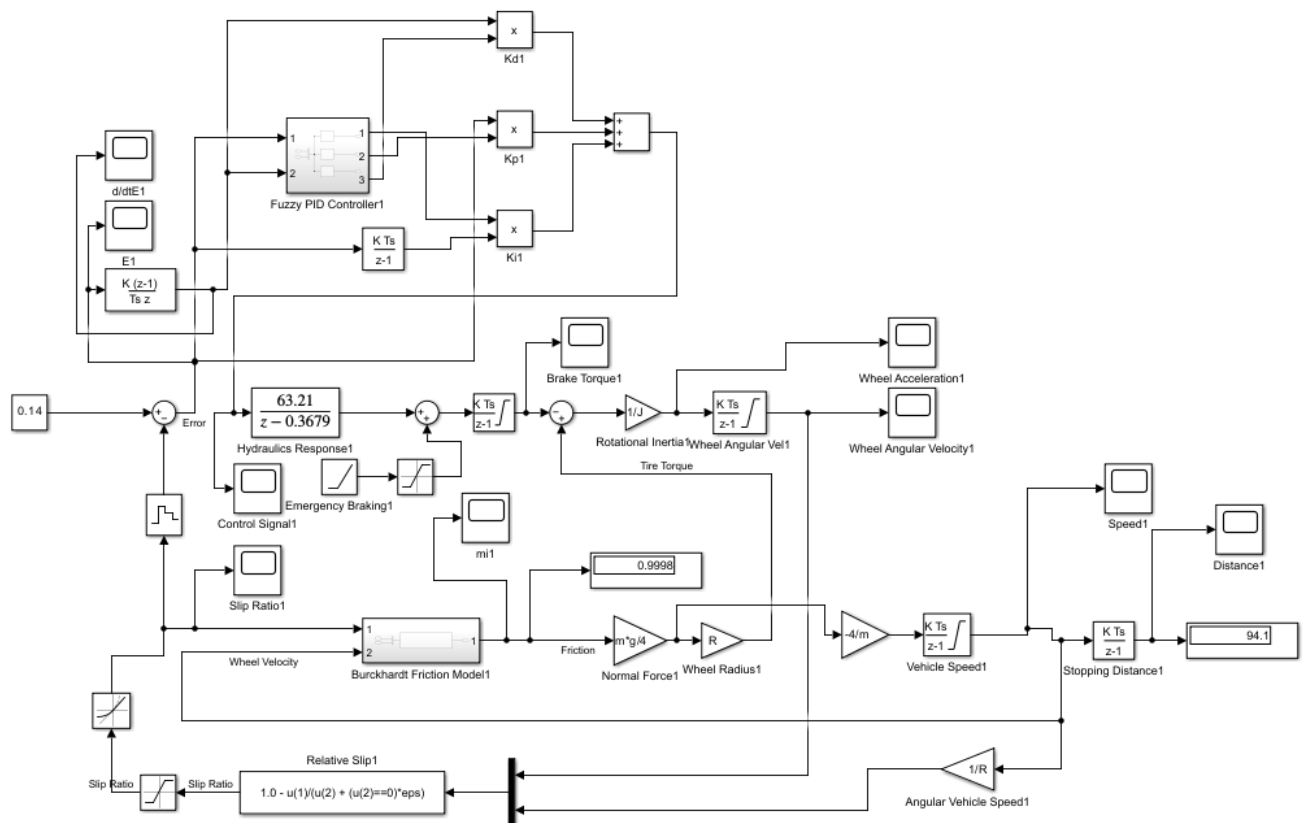 x
Kd1
1
2
1
2
3
Fuzzy PID Controller1
x
Kp1
+
+
+
d/dtE1
E1
K Ts
z-1
x
Ki1
K (z-1)
Ts z
Brake Torque1
Wheel Acceleration1
0.14
+
−
Error
63.21
z − 0.3679
Hydraulics Response1
+
+
K Ts
z-1
−
+
1/J
Rotational Inertia1
K Ts
z-1
Wheel Angular Vel1
Wheel Angular Velocity1
Tire Torque
Emergency Braking1
Control Signal1
mi1
Speed1
Distance1
Slip Ratio1
0.9998
1
2
1
Wheel Velocity
Burckhardt Friction Model1
Friction
m*g/4
Normal Force1
R
Wheel Radius1
-4/m
K Ts
z-1
Vehicle Speed1
K Ts
z-1
Stopping Distance1
94.1
Relative Slip1
Slip Ratio
Slip Ratio
1.0 - u(1)/(u(2) + (u(2)==0)*eps)
1/R
Angular Vehicle Speed1